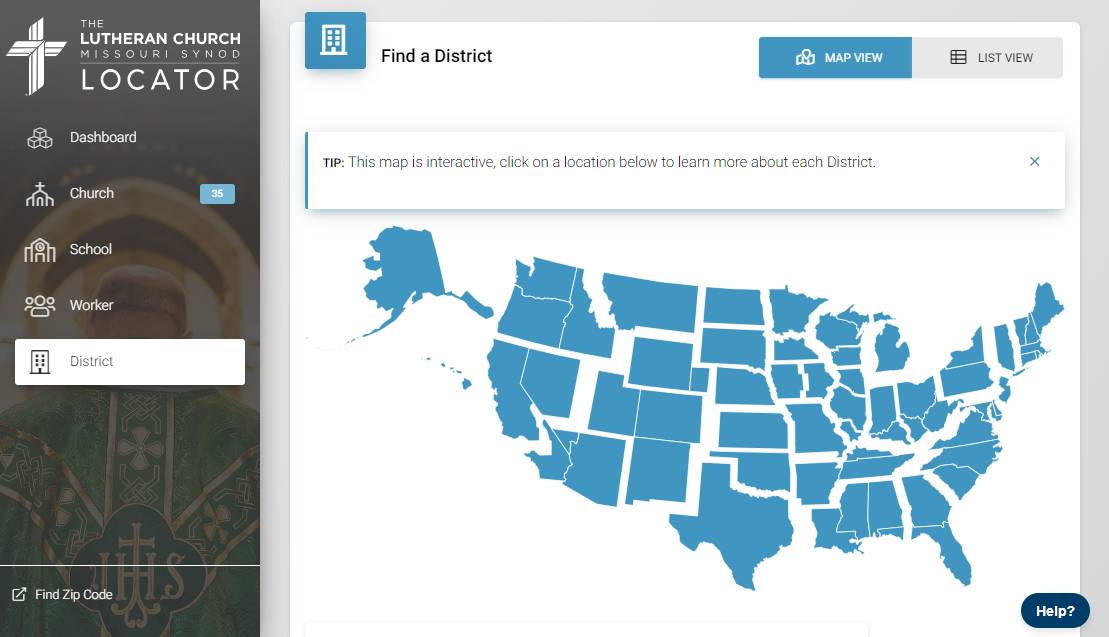 THE
LUTHERAN CHURCH
MISSOURI SYNOD
LOCATOR
Dashboard
Church
35
School
Worker
District
Find Zip Code
IHS
Find a District
MAP VIEW
LIST VIEW
TIP: This map is interactive, click on a location below to learn more about each District.
Help?